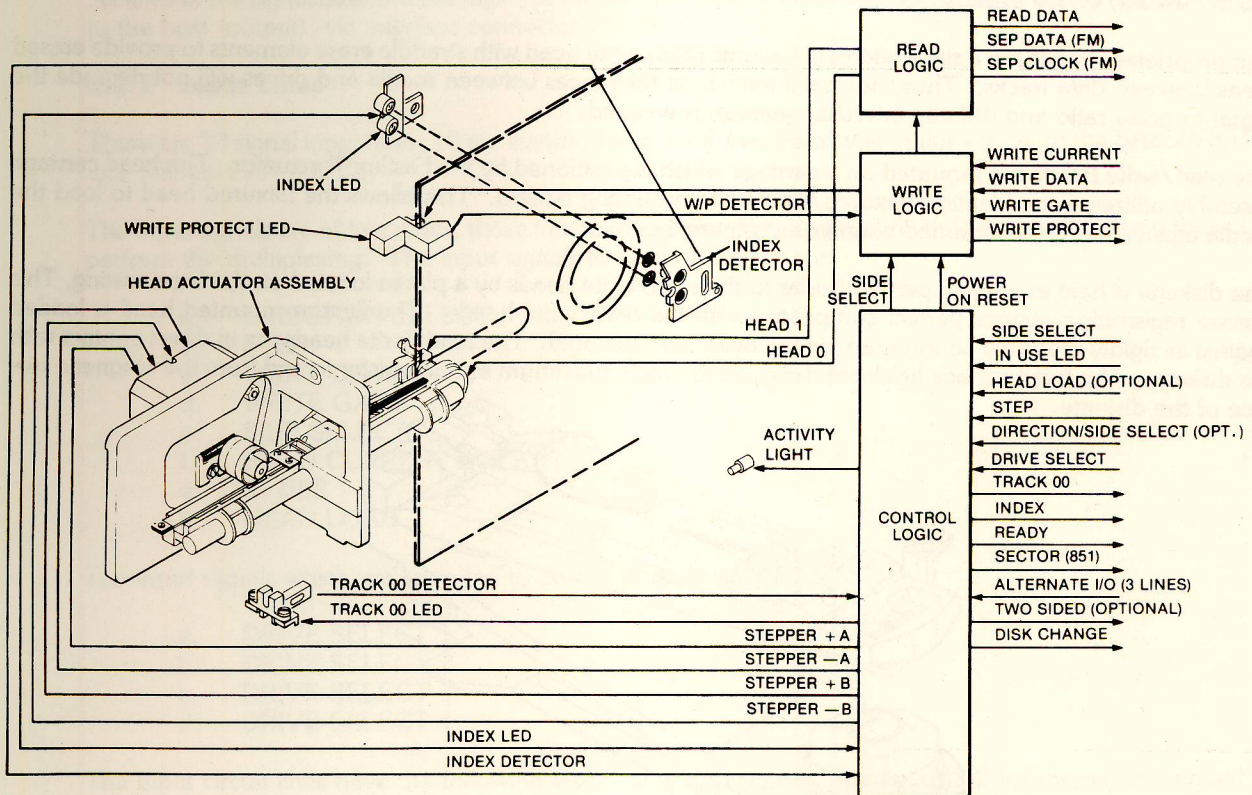 READ DATA
SEP DATA (FM)
SEP CLOCK (FM)
READ
LOGIC
INDEX LED
WRITE CURRENT
WRITE DATA
WRITE GATE
WRITE PROTECT
WRITE
LOGIC
W/P DETECTOR
WRITE PROTECT LED
INDEX
DETECTOR
HEAD ACTUATOR ASSEMBLY
SIDE
SELECT
POWER
ON RESET
HEAD 1
HEAD 0
SIDE SELECT
IN USE LED
HEAD LOAD (OPTIONAL)
STEP
DIRECTION/SIDE SELECT (OPT.)
DRIVE SELECT
TRACK 00
INDEX
READY
SECTOR (851)
ALTERNATE I/O (3 LINES)
TWO SIDED (OPTIONAL)
DISK CHANGE
ACTIVITY
LIGHT
CONTROL
LOGIC
TRACK 00 DETECTOR
TRACK 00 LED
STEPPER + A
STEPPER — A
STEPPER + B
STEPPER — B
INDEX LED
INDEX DETECTOR